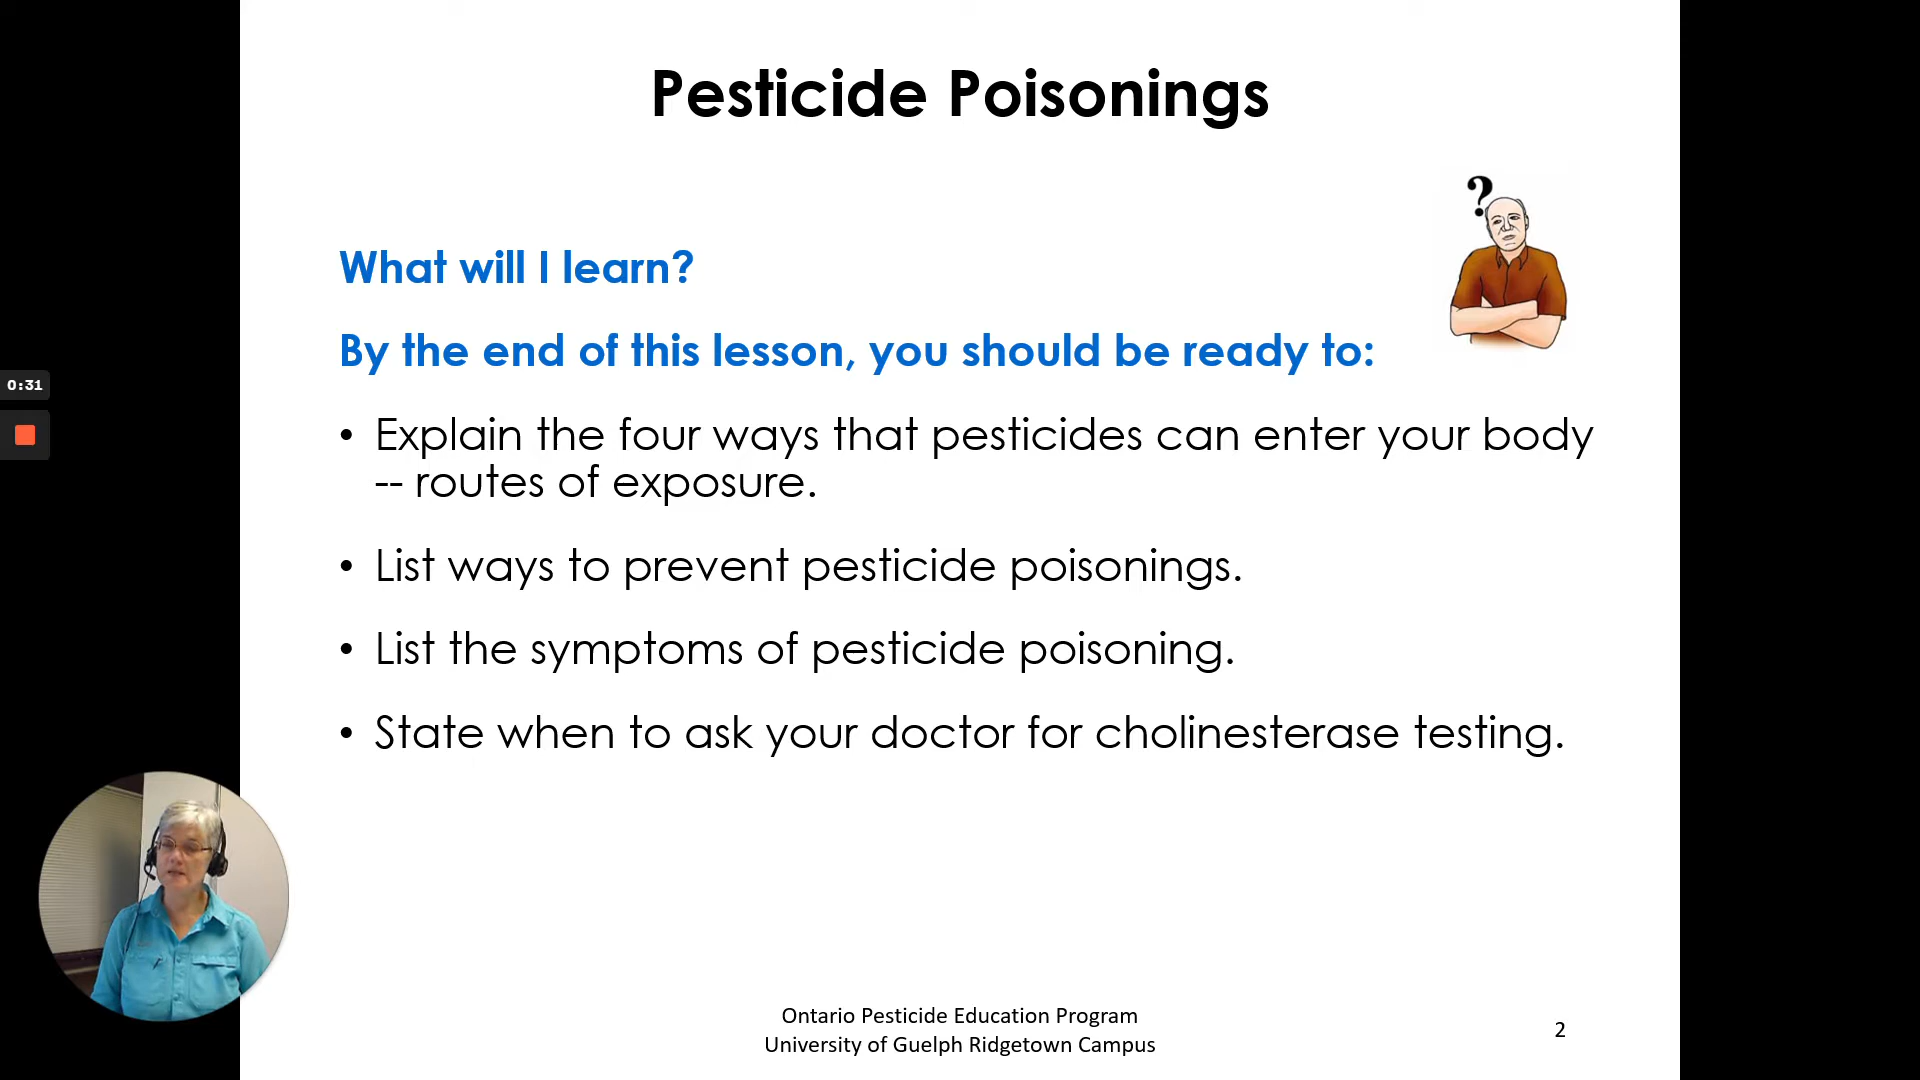 Pesticide Poisonings
?
What will I learn?
By the end of this lesson, you should be ready to:
• Explain the four ways that pesticides can enter your body
-- routes of exposure.
• List ways to prevent pesticide poisonings.
• List the symptoms of pesticide poisoning.
• State when to ask your doctor for cholinesterase testing.
0:31
Ontario Pesticide Education Program
University of Guelph Ridgetown Campus
2